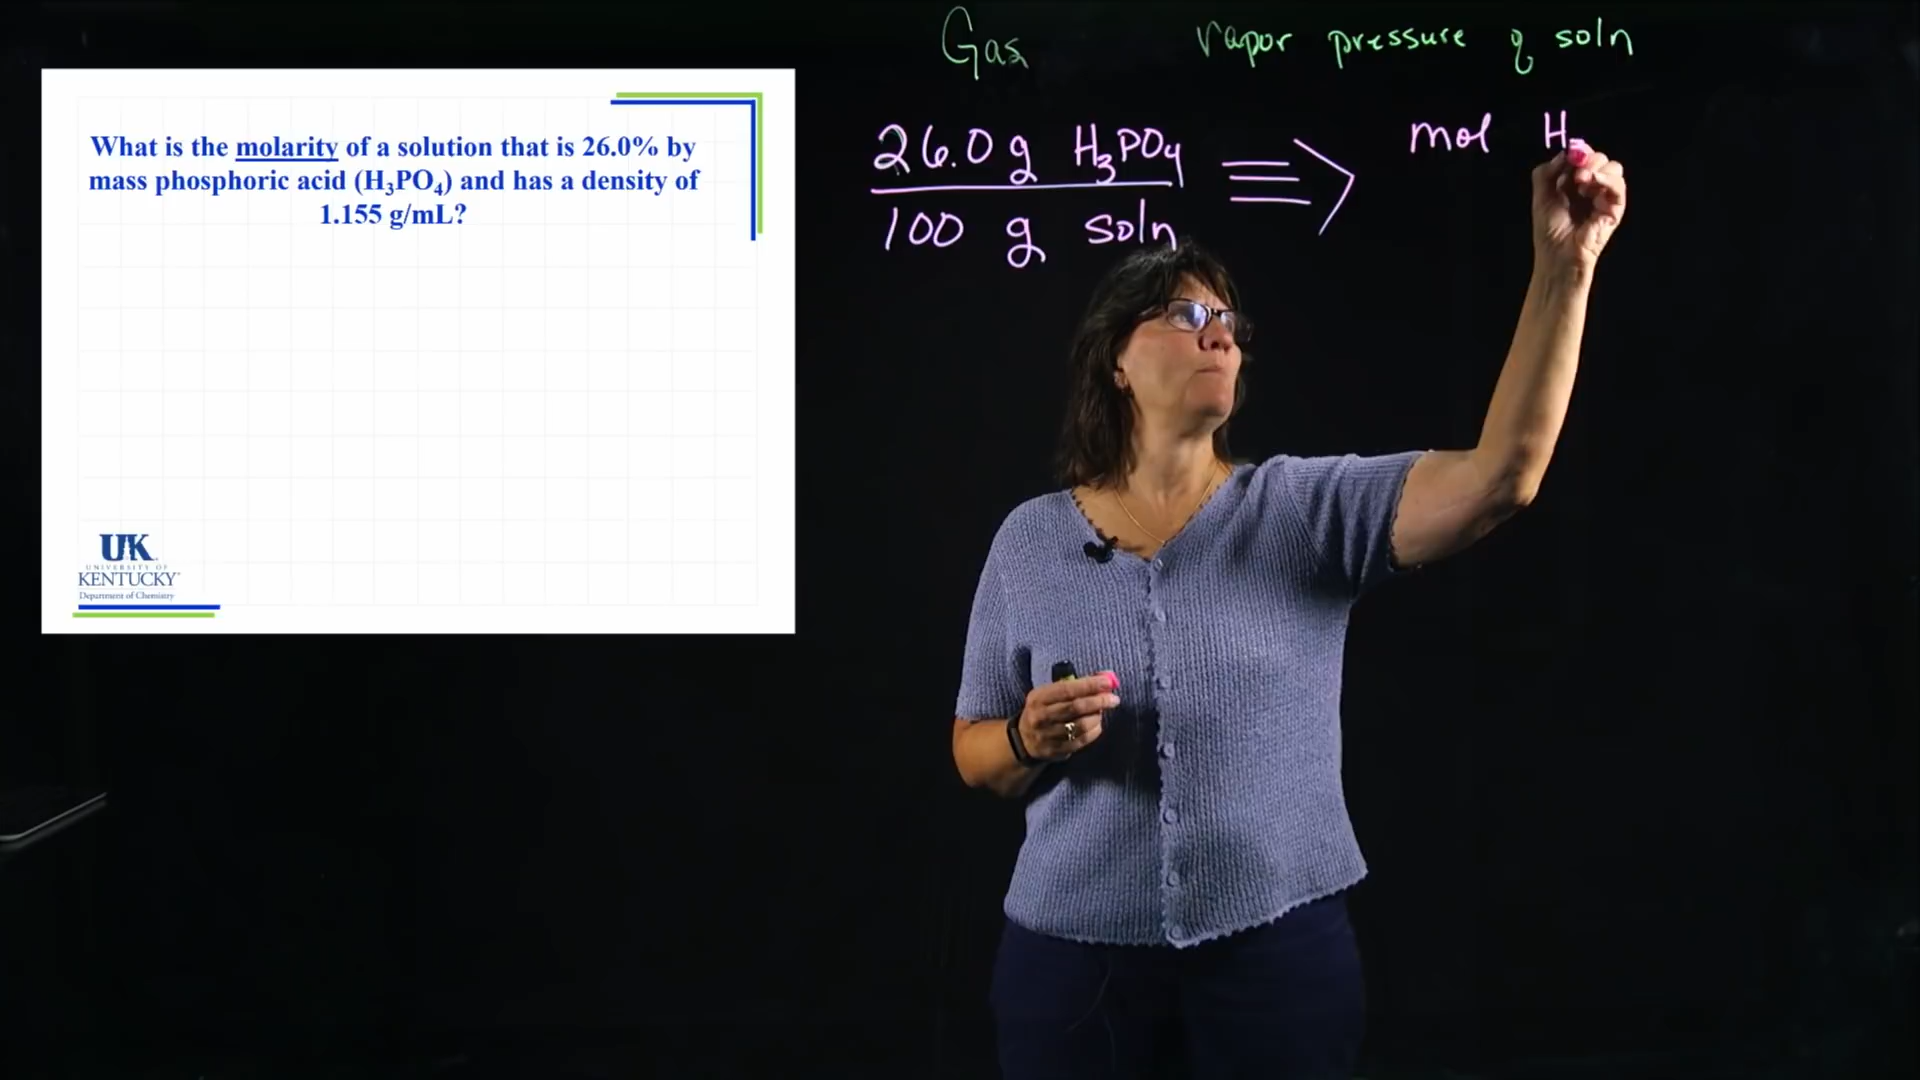 Gas vapor pressure of soln
What is the molarity of a solution that is 26.0% by
mass phosphoric acid (H₃PO₄) and has a density of
1.155 g/mL?
26.0 g H₃PO₄
100 g soln
mol H₃
UK
UNIVERSITY OF
KENTUCKY
Department of Chemistry